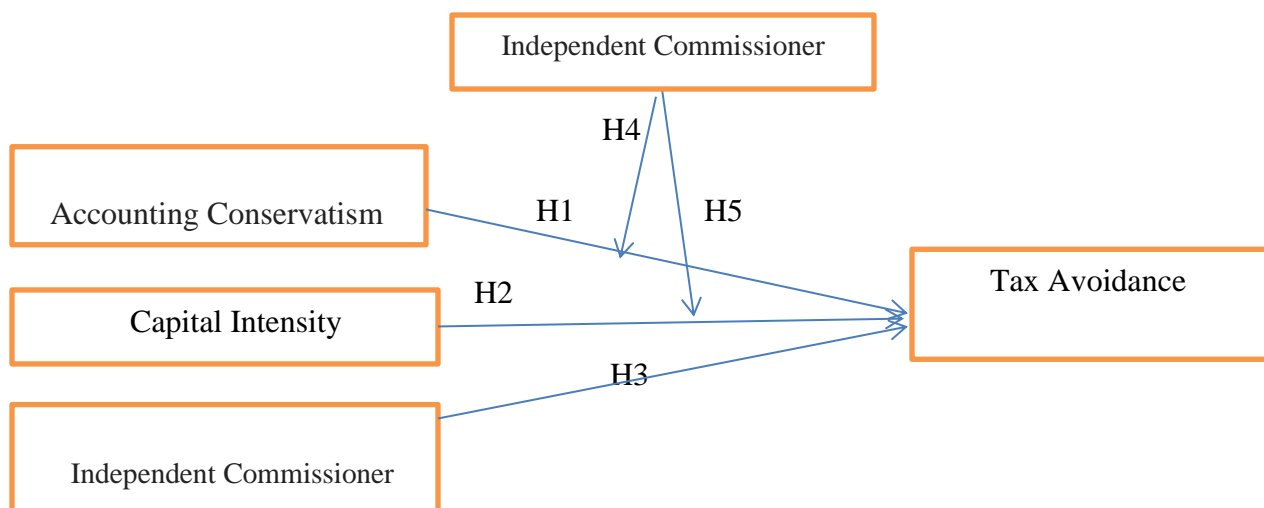 Independent Commissioner
H4
Accounting Conservatism
H1
H5
Tax Avoidance
H2
Capital Intensity
H3
Independent Commissioner